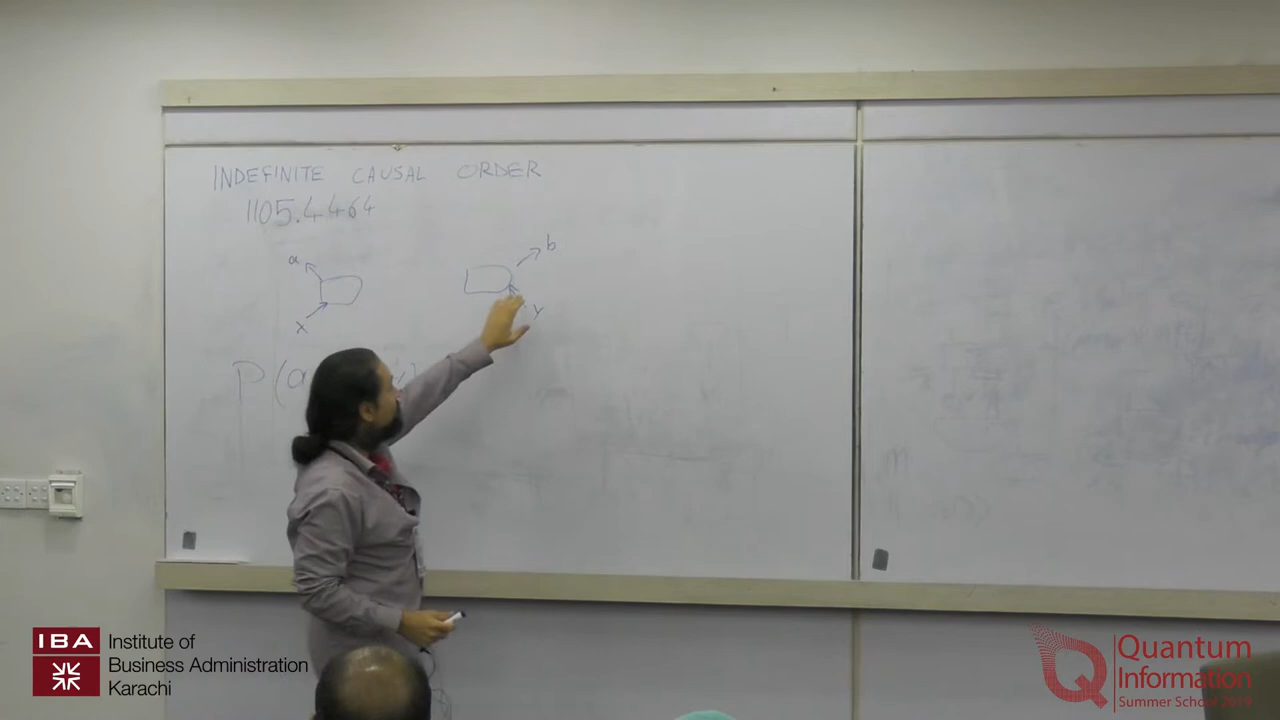 INDEFINITE CAUSAL ORDER
1105.4464
a
b
x
y
P(a
IBA
Institute of
Business Administration
Karachi
Quantum
Information
Summer School 2019